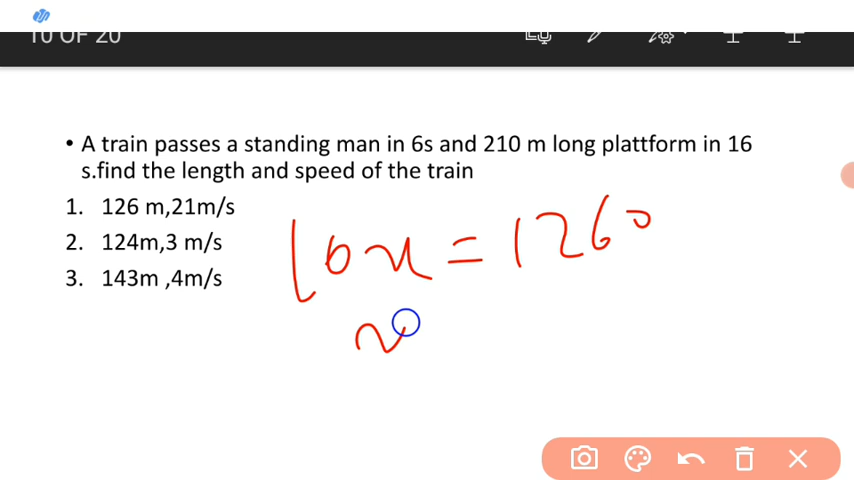 10 OF 20
• A train passes a standing man in 6s and 210 m long plattform in 16
s.find the length and speed of the train
1. 126 m,21m/s
2. 124m,3 m/s
3. 143m ,4m/s
10x = 1260
x